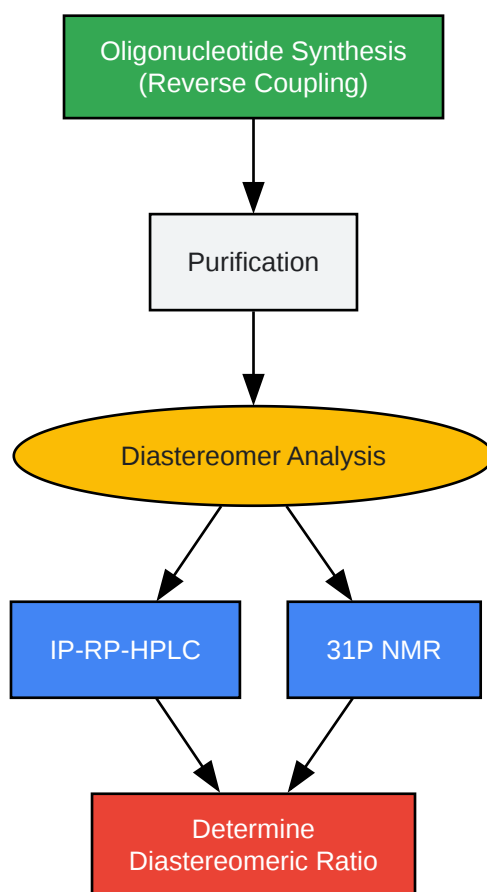 Oligonucleotide Synthesis
(Reverse Coupling)
Purification
Diastereomer Analysis
IP-RP-HPLC
31P NMR
Determine
Diastereomeric Ratio